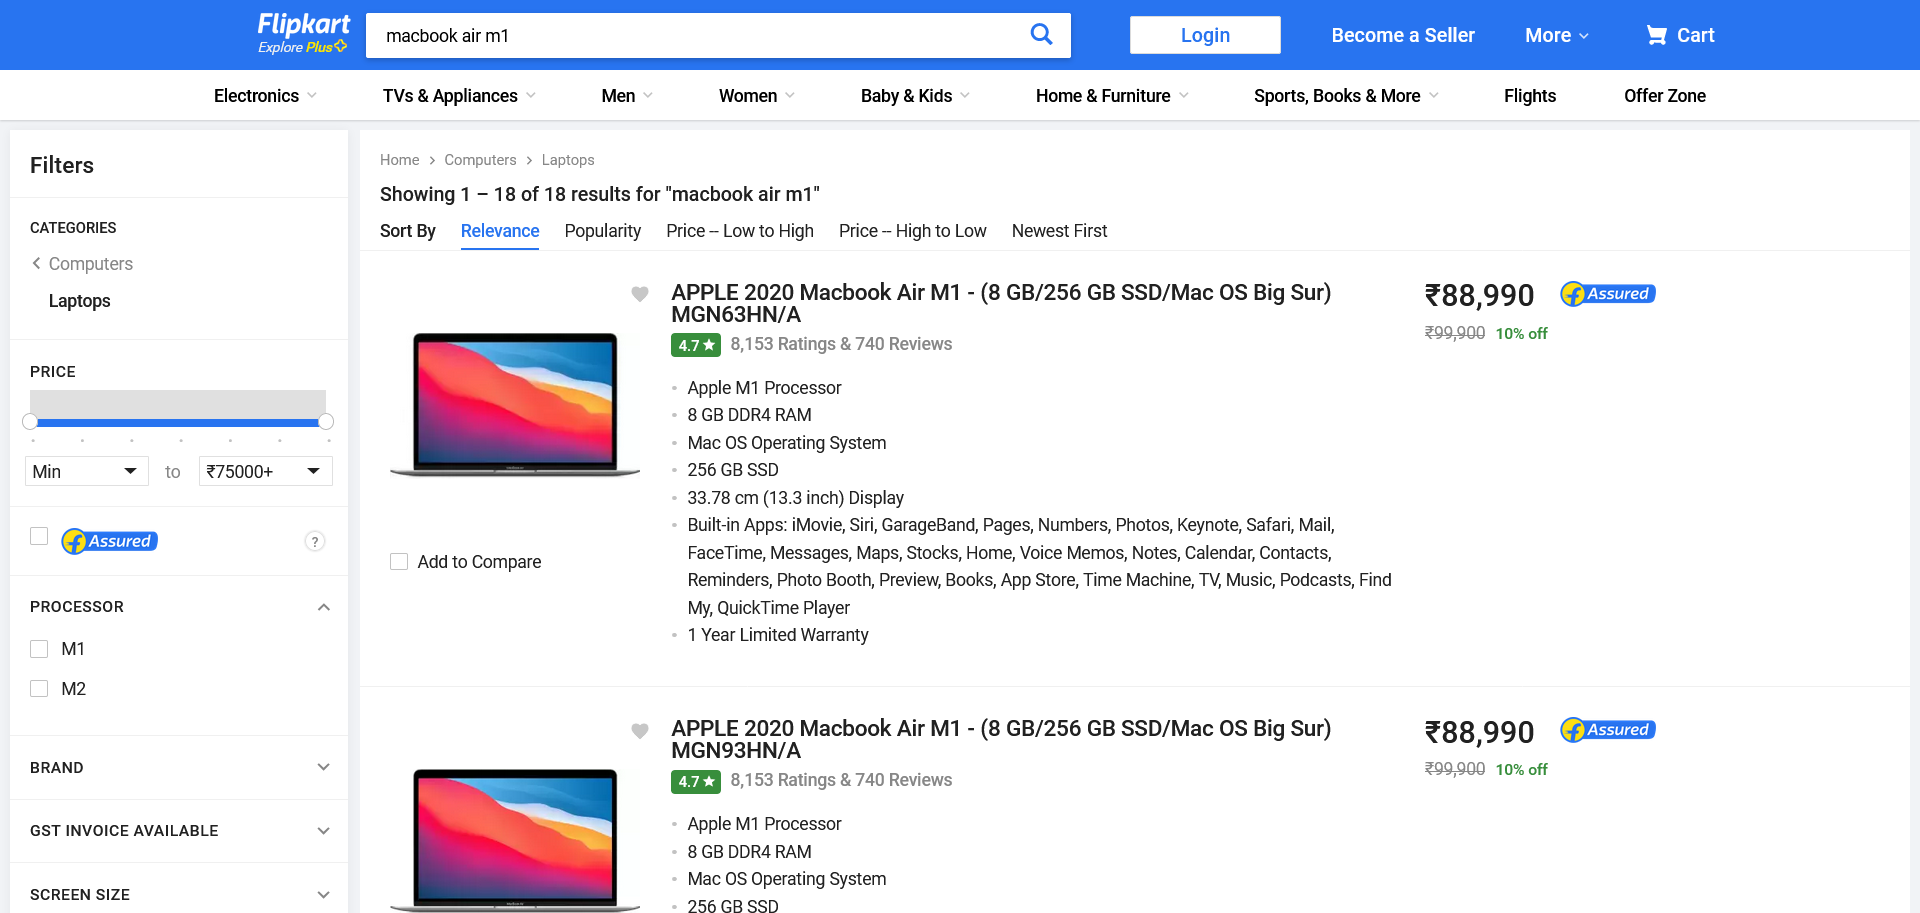 Flipkart
Explore Plus
macbook air m1
Login
Become a Seller
More
Cart
Electronics
TVs & Appliances
Men
Women
Baby & Kids
Home & Furniture
Sports, Books & More
Flights
Offer Zone
Filters
CATEGORIES
Computers
Laptops
PRICE
Min
to
₹75000+
Assured
?
PROCESSOR
M1
M2
BRAND
GST INVOICE AVAILABLE
SCREEN SIZE
Home
Computers
Laptops
Showing 1 – 18 of 18 results for "macbook air m1"
Sort By
Relevance
Popularity
Price -- Low to High
Price -- High to Low
Newest First
APPLE 2020 Macbook Air M1 - (8 GB/256 GB SSD/Mac OS Big Sur)
MGN63HN/A
4.7
8,153 Ratings & 740 Reviews
Apple M1 Processor
8 GB DDR4 RAM
Mac OS Operating System
256 GB SSD
33.78 cm (13.3 inch) Display
Built-in Apps: iMovie, Siri, GarageBand, Pages, Numbers, Photos, Keynote, Safari, Mail,
FaceTime, Messages, Maps, Stocks, Home, Voice Memos, Notes, Calendar, Contacts,
Reminders, Photo Booth, Preview, Books, App Store, Time Machine, TV, Music, Podcasts, Find
My, QuickTime Player
1 Year Limited Warranty
Add to Compare
₹88,990
Assured
₹99,900
10% off
APPLE 2020 Macbook Air M1 - (8 GB/256 GB SSD/Mac OS Big Sur)
MGN93HN/A
4.7
8,153 Ratings & 740 Reviews
Apple M1 Processor
8 GB DDR4 RAM
Mac OS Operating System
256 GB SSD
₹88,990
Assured
₹99,900
10% off